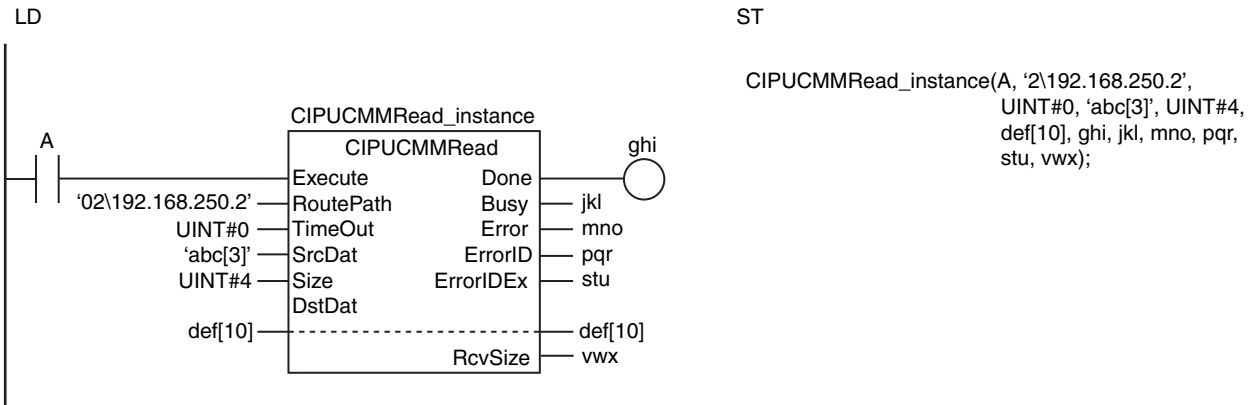 LD
ST
CIPUCMMRead_instance(A, ‘2\192.168.250.2’,
UINT#0, ‘abc[3]’, UINT#4,
def[10], ghi, jkl, mno, pqr,
stu, vwx);
CIPUCMMRead_instance
A
CIPUCMMRead
ghi
Execute Done
‘02\192.168.250.2’ RoutePath Busy jkl
UINT#0 TimeOut Error mno
‘abc[3]’ SrcDat ErrorID pqr
UINT#4 Size ErrorIDEx stu
DstDat
def[10] def[10]
RcvSize vwx